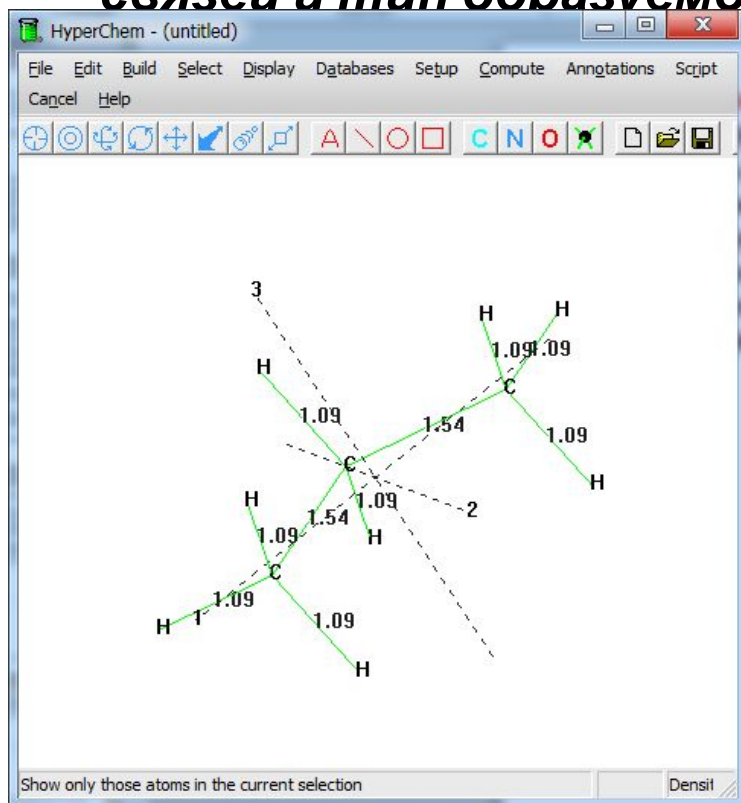 HyperChem - (untitled)
File Edit Build Select Display Databases Setup Compute Annotations Script
Cancel Help
A C N O
3
H H
1.09 1.09
H
1.09
C
1.54
1.09
C
H
H
1.09
2
1.54
H
1.09
C
1.09
1.09
H 1
H
Show only those atoms in the current selection